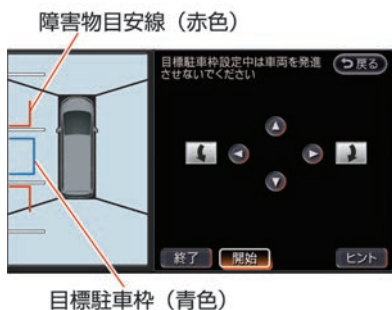 障害物目安線（赤色）
目標駐車枠設定中は車両を発進
させないでください
戻る
終了
開始
ヒント
目標駐車枠（青色）